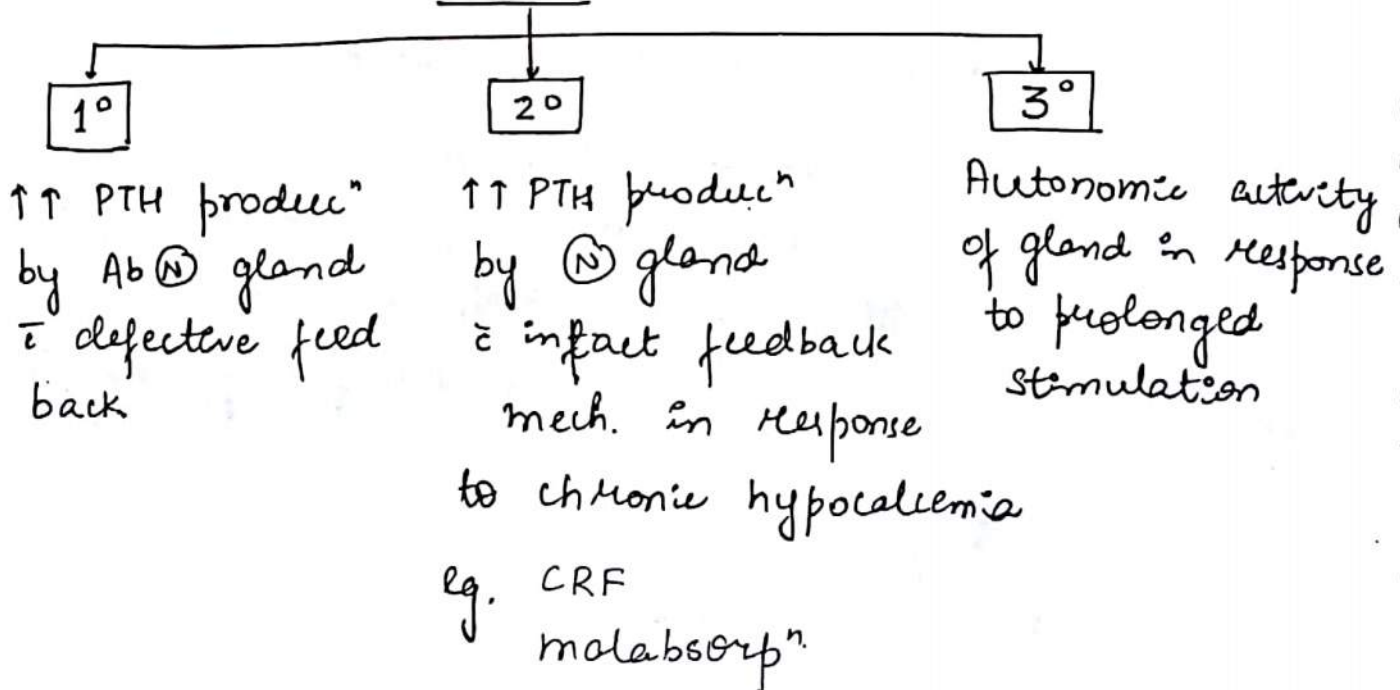 1°
↑↑ PTH producⁿ
by Ab Ⓝ gland
c̄ defective feed
back
2°
↑↑ PTH producⁿ
by Ⓝ gland
c̄ intact feedback
mech. in response
to chronic hypocalcemia
eg. CRF
malabsorpⁿ.
3°
Autonomic activity
of gland in response
to prolonged
stimulation